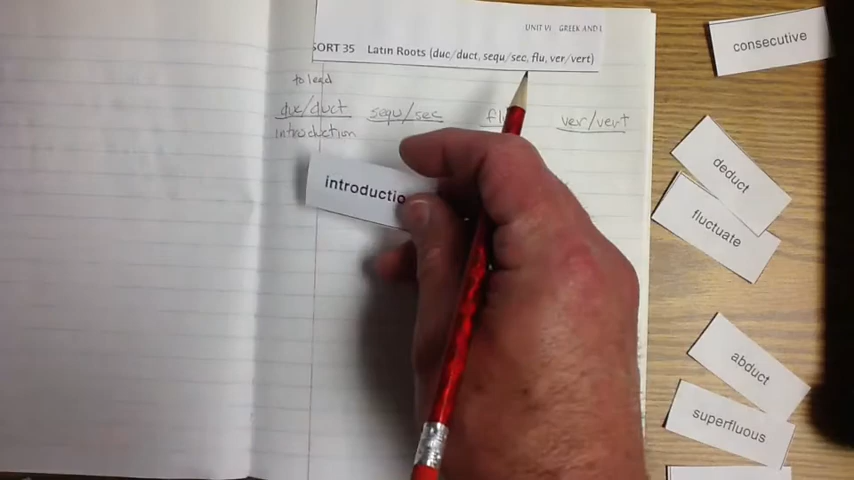 UNIT VI GREEK AND
SORT 35 Latin Roots (duc/duct, sequ/sec, flu, ver/vert)
to lead
duc/duct sequ/sec fl ver/vert
introduction
introductio
consecutive
deduct
fluctuate
abduct
superfluous